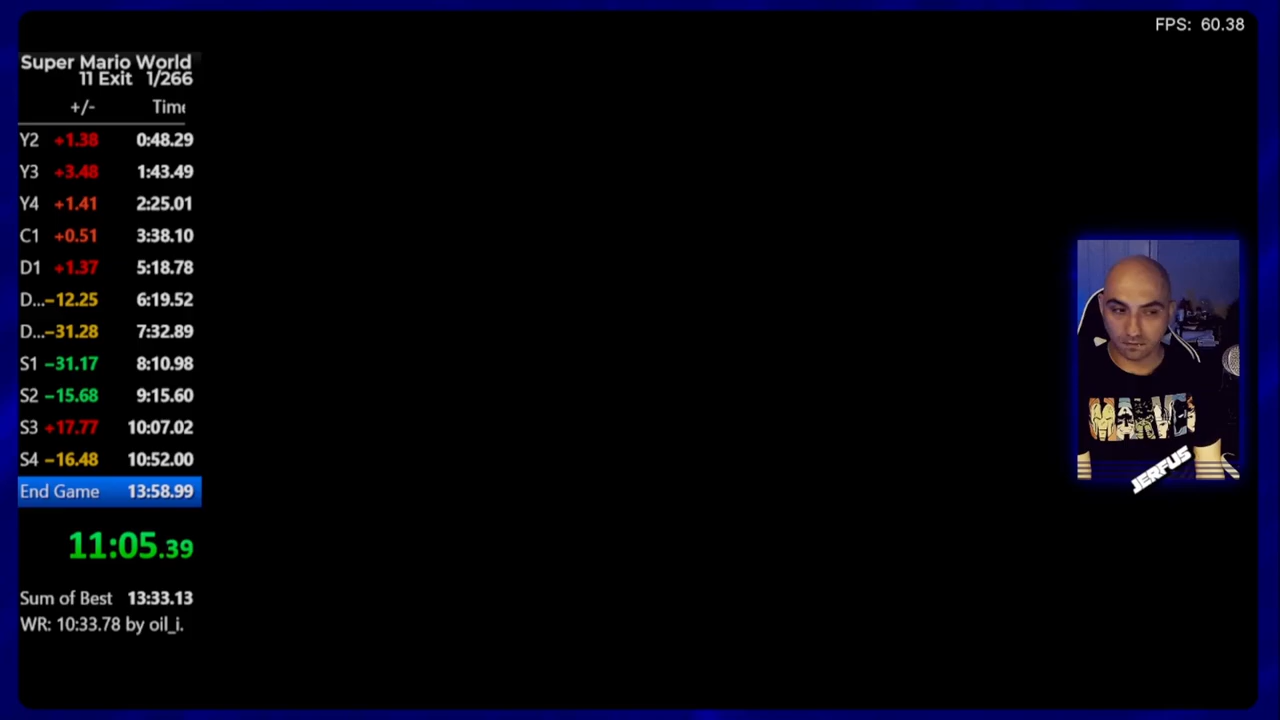 FPS: 60.38
Super Mario World
11 Exit 1/266
+/- Time
Y2 +1.38 0:48.29
Y3 +3.48 1:43.49
Y4 +1.41 2:25.01
C1 +0.51 3:38.10
D1 +1.37 5:18.78
D... −12.25 6:19.52
D... −31.28 7:32.89
S1 −31.17 8:10.98
S2 −15.68 9:15.60
S3 +17.77 10:07.02
S4 −16.48 10:52.00
End Game 13:58.99
11:05.39
Sum of Best 13:33.13
WR: 10:33.78 by oil_i.
MARVEL
JERFUS